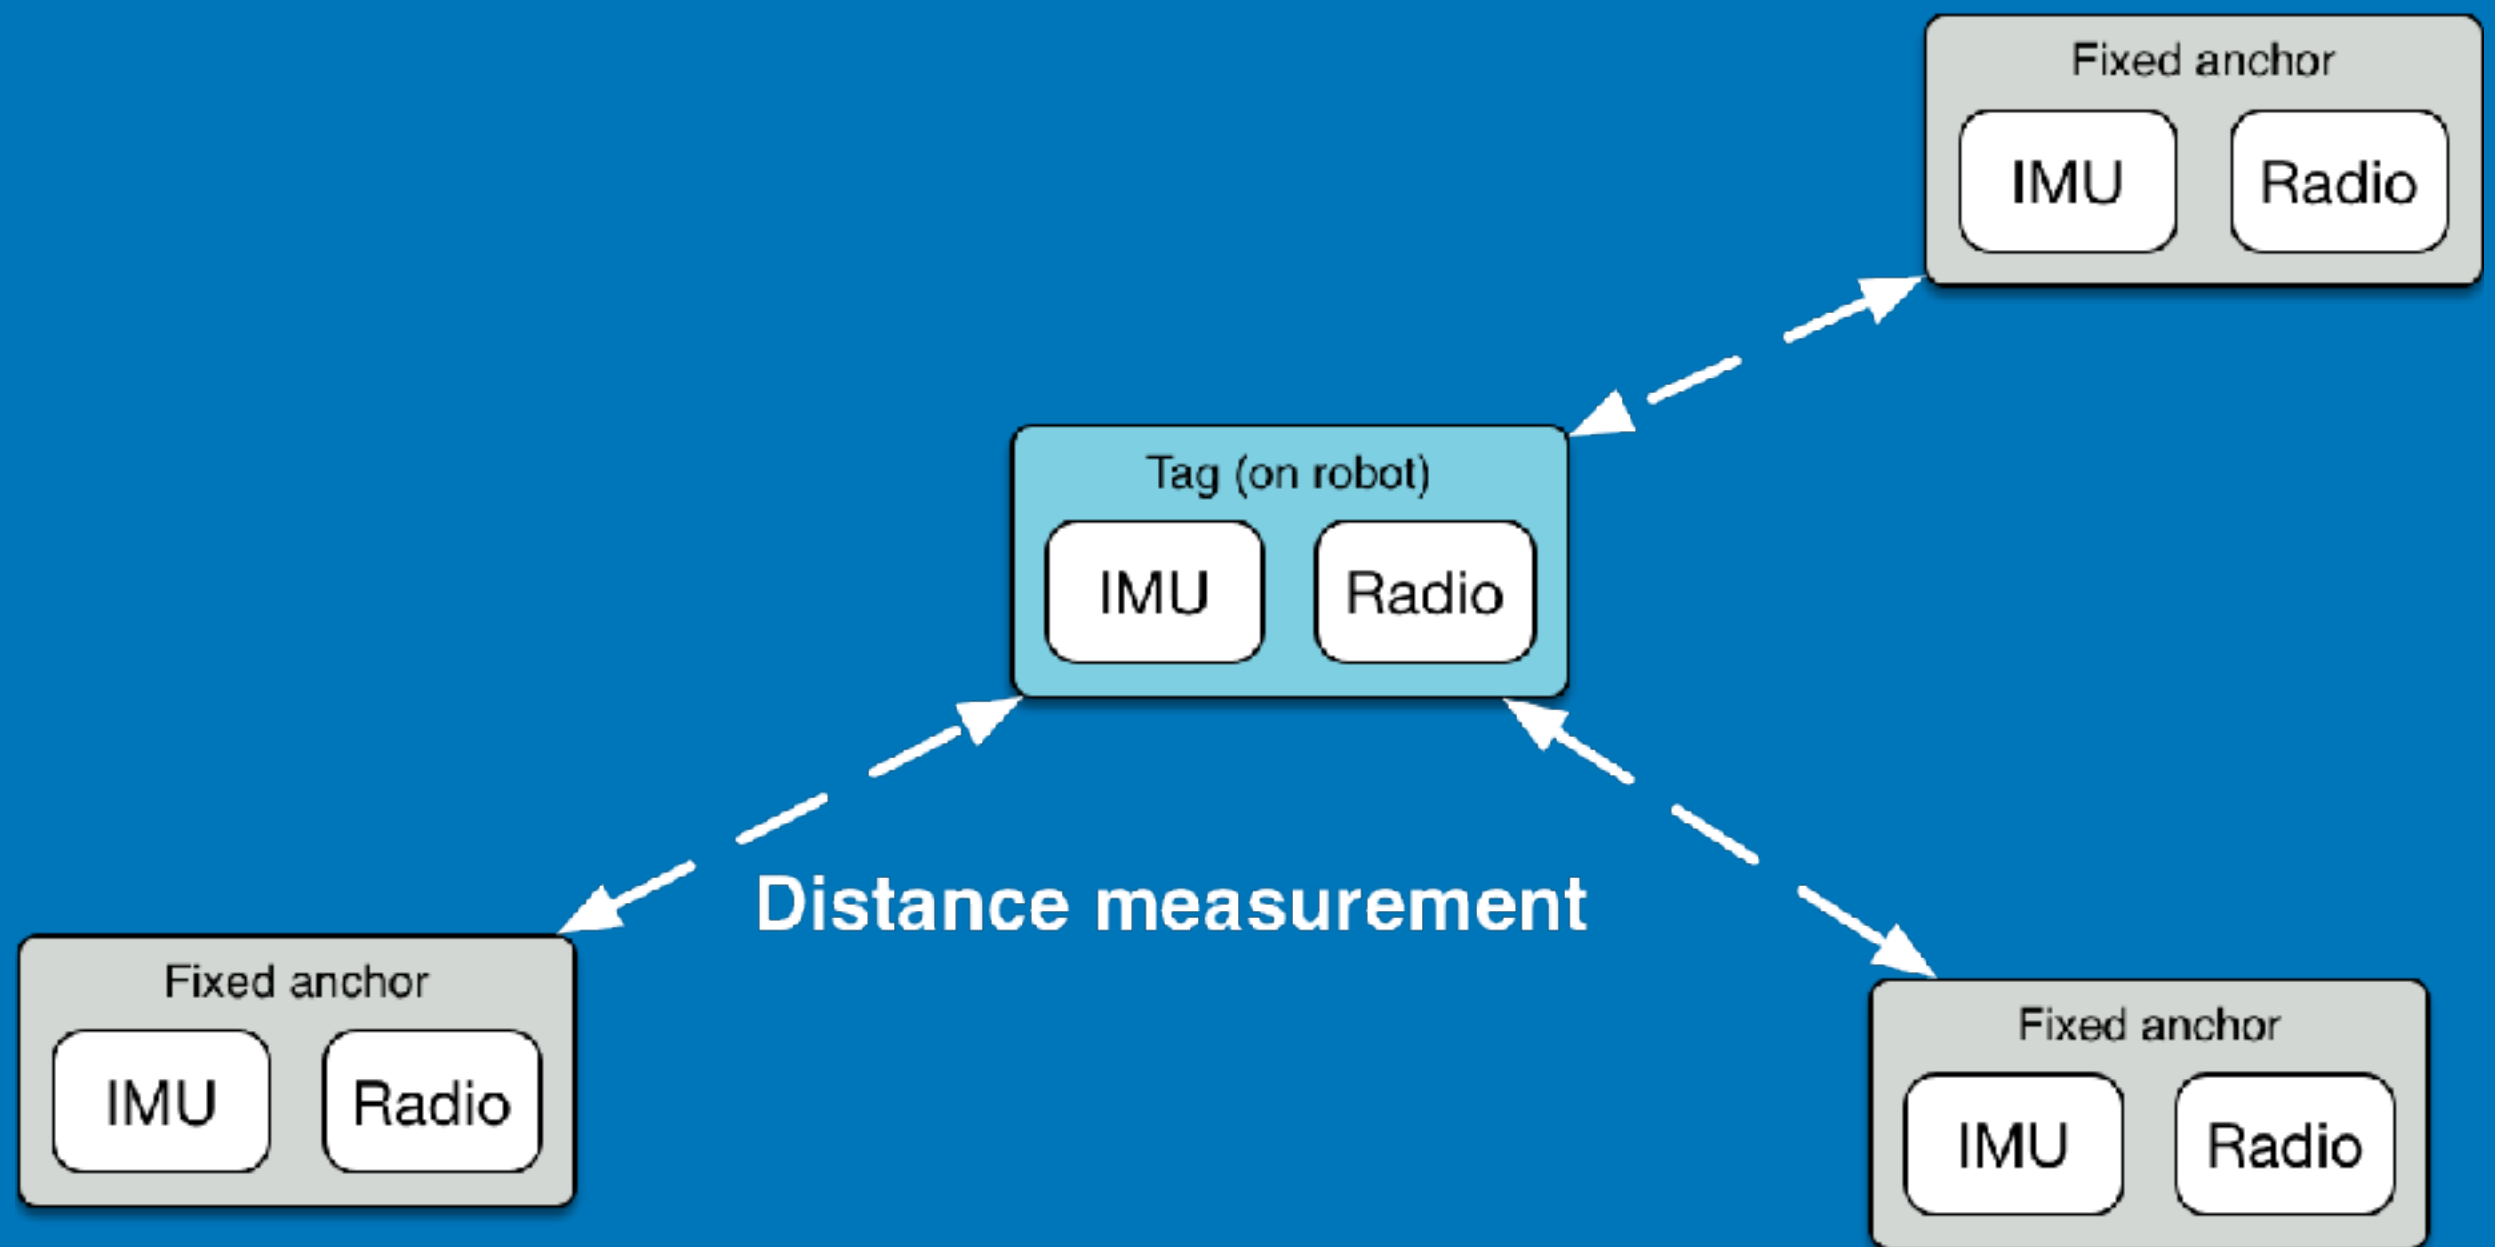 Fixed anchor
IMU Radio
Tag (on robot)
IMU Radio
Distance measurement
Fixed anchor
IMU Radio
Fixed anchor
IMU Radio